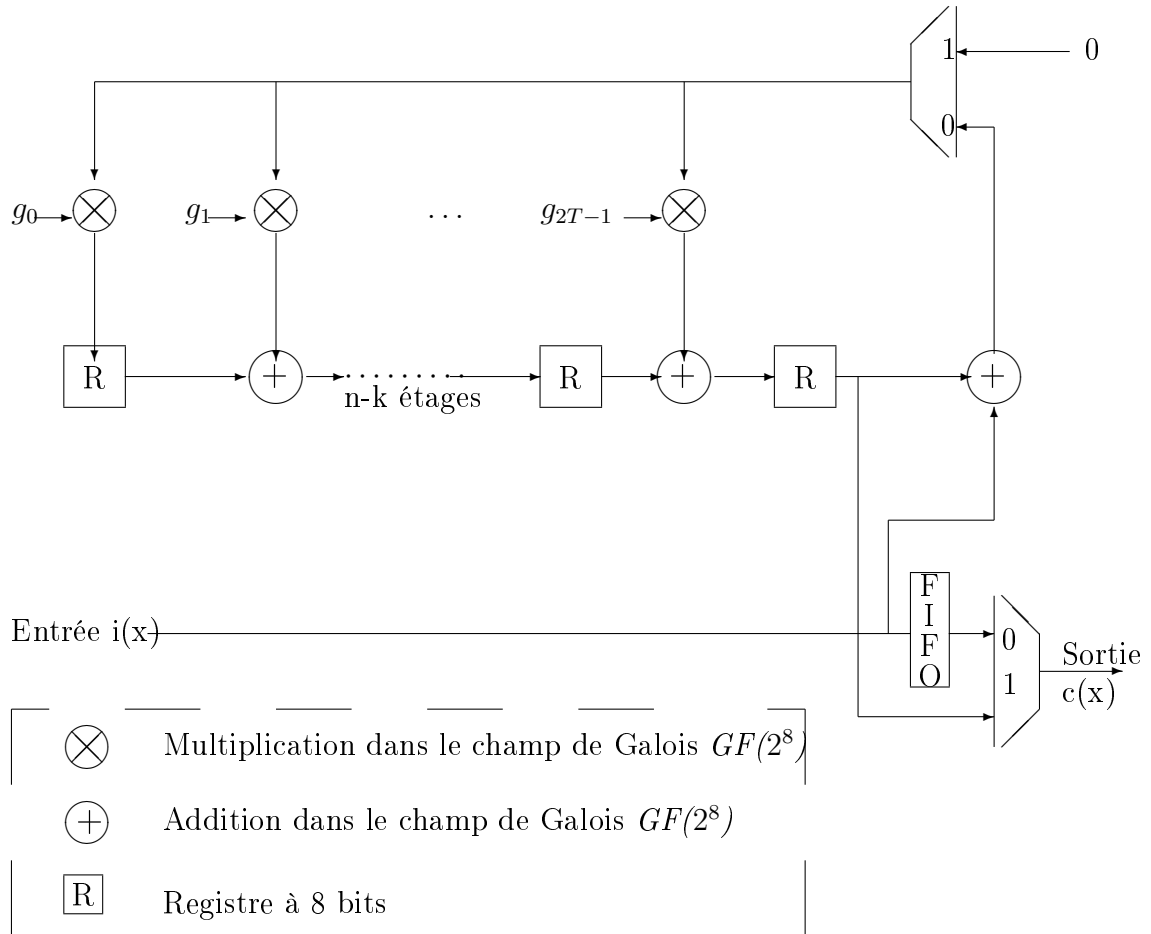 1 0
0
g₀ g₁ ... g₂T−1
R + ......... R + R +
n-k étages
F
I
F
O
Entrée i(x)
0
1
Sortie
c(x)
Multiplication dans le champ de Galois GF(2⁸)
+ Addition dans le champ de Galois GF(2⁸)
R Registre à 8 bits